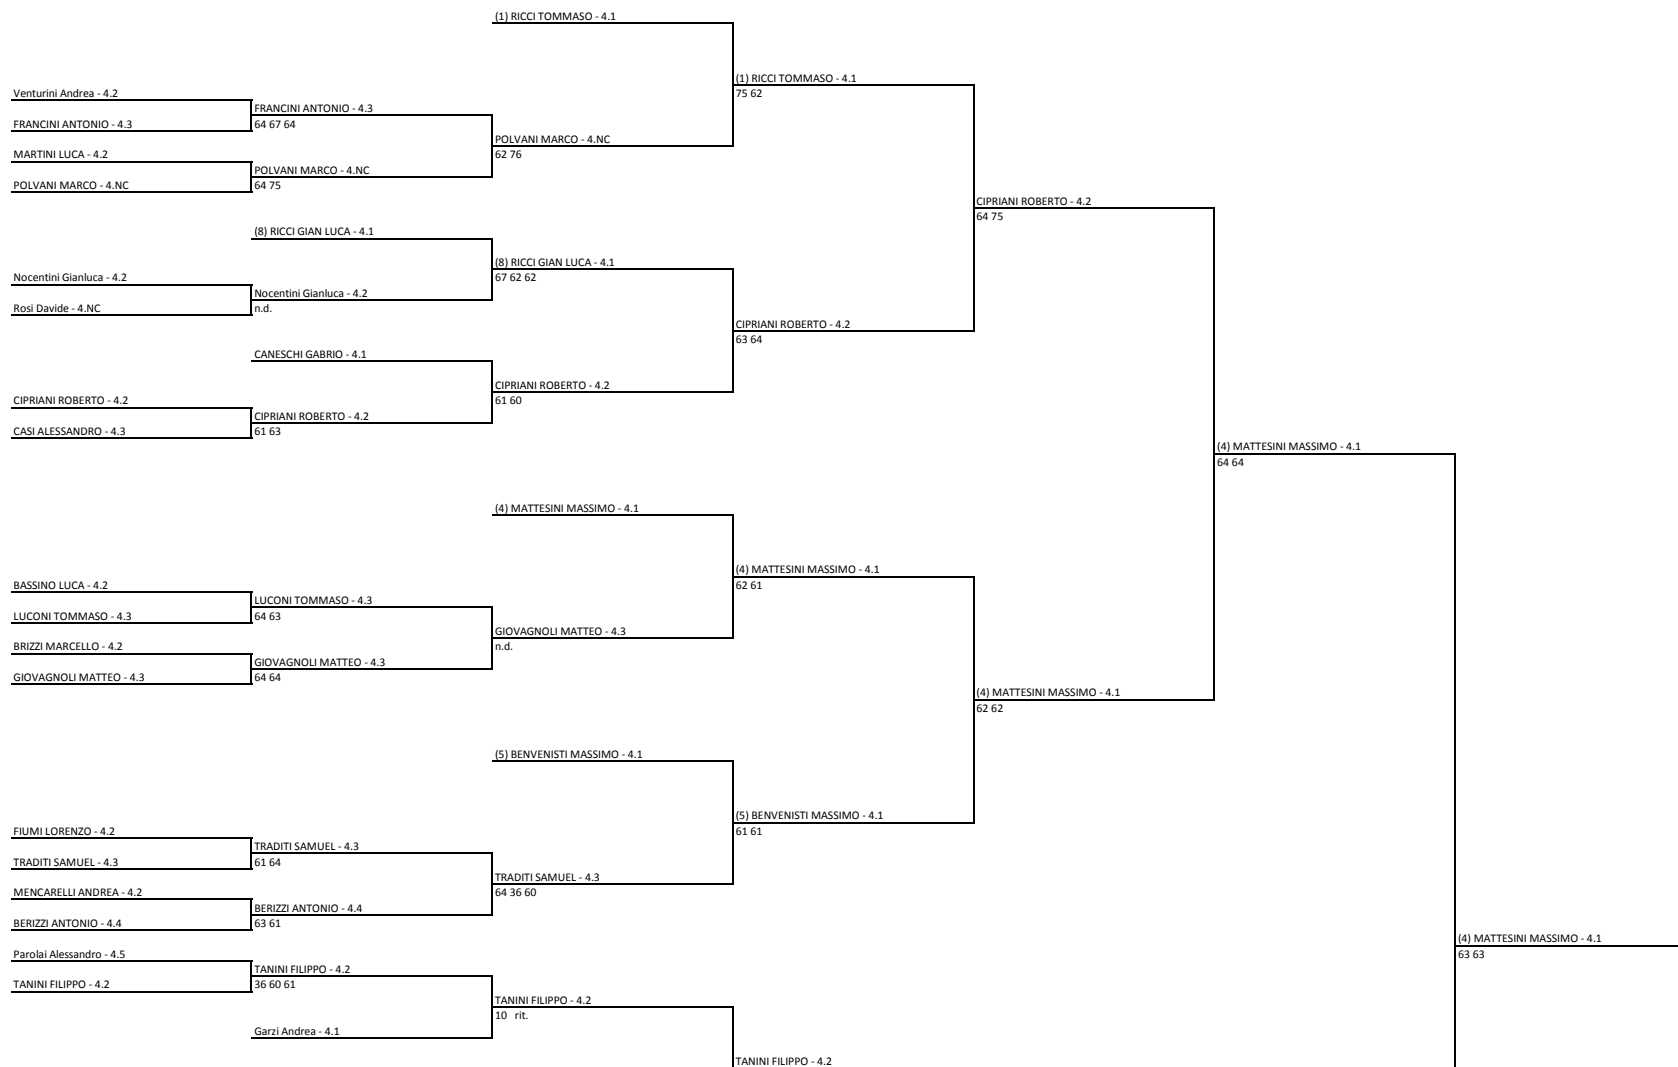 (1) RICCI TOMMASO - 4.1
(1) RICCI TOMMASO - 4.1
Venturini Andrea - 4.2
75 62
FRANCINI ANTONIO - 4.3
FRANCINI ANTONIO - 4.3
64 67 64
POLVANI MARCO - 4.NC
MARTINI LUCA - 4.2
62 76
POLVANI MARCO - 4.NC
POLVANI MARCO - 4.NC
64 75
CIPRIANI ROBERTO - 4.2
64 75
(8) RICCI GIAN LUCA - 4.1
(8) RICCI GIAN LUCA - 4.1
Nocentini Gianluca - 4.2
67 62 62
Nocentini Gianluca - 4.2
Rosi Davide - 4.NC
n.d.
CIPRIANI ROBERTO - 4.2
63 64
CANESCHI GABRIO - 4.1
CIPRIANI ROBERTO - 4.2
CIPRIANI ROBERTO - 4.2
61 60
CIPRIANI ROBERTO - 4.2
CASI ALESSANDRO - 4.3
61 63
(4) MATTESINI MASSIMO - 4.1
64 64
(4) MATTESINI MASSIMO - 4.1
(4) MATTESINI MASSIMO - 4.1
BASSINO LUCA - 4.2
62 61
LUCONI TOMMASO - 4.3
LUCONI TOMMASO - 4.3
64 63
GIOVAGNOLI MATTEO - 4.3
BRIZZI MARCELLO - 4.2
n.d.
GIOVAGNOLI MATTEO - 4.3
GIOVAGNOLI MATTEO - 4.3
64 64
(4) MATTESINI MASSIMO - 4.1
62 62
(5) BENVENISTI MASSIMO - 4.1
(5) BENVENISTI MASSIMO - 4.1
FIUMI LORENZO - 4.2
61 61
TRADITI SAMUEL - 4.3
TRADITI SAMUEL - 4.3
61 64
TRADITI SAMUEL - 4.3
MENCARELLI ANDREA - 4.2
64 36 60
BERIZZI ANTONIO - 4.4
BERIZZI ANTONIO - 4.4
63 61
(4) MATTESINI MASSIMO - 4.1
Parolai Alessandro - 4.5
63 63
TANINI FILIPPO - 4.2
TANINI FILIPPO - 4.2
36 60 61
TANINI FILIPPO - 4.2
10 rit.
Garzi Andrea - 4.1
TANINI FILIPPO - 4.2